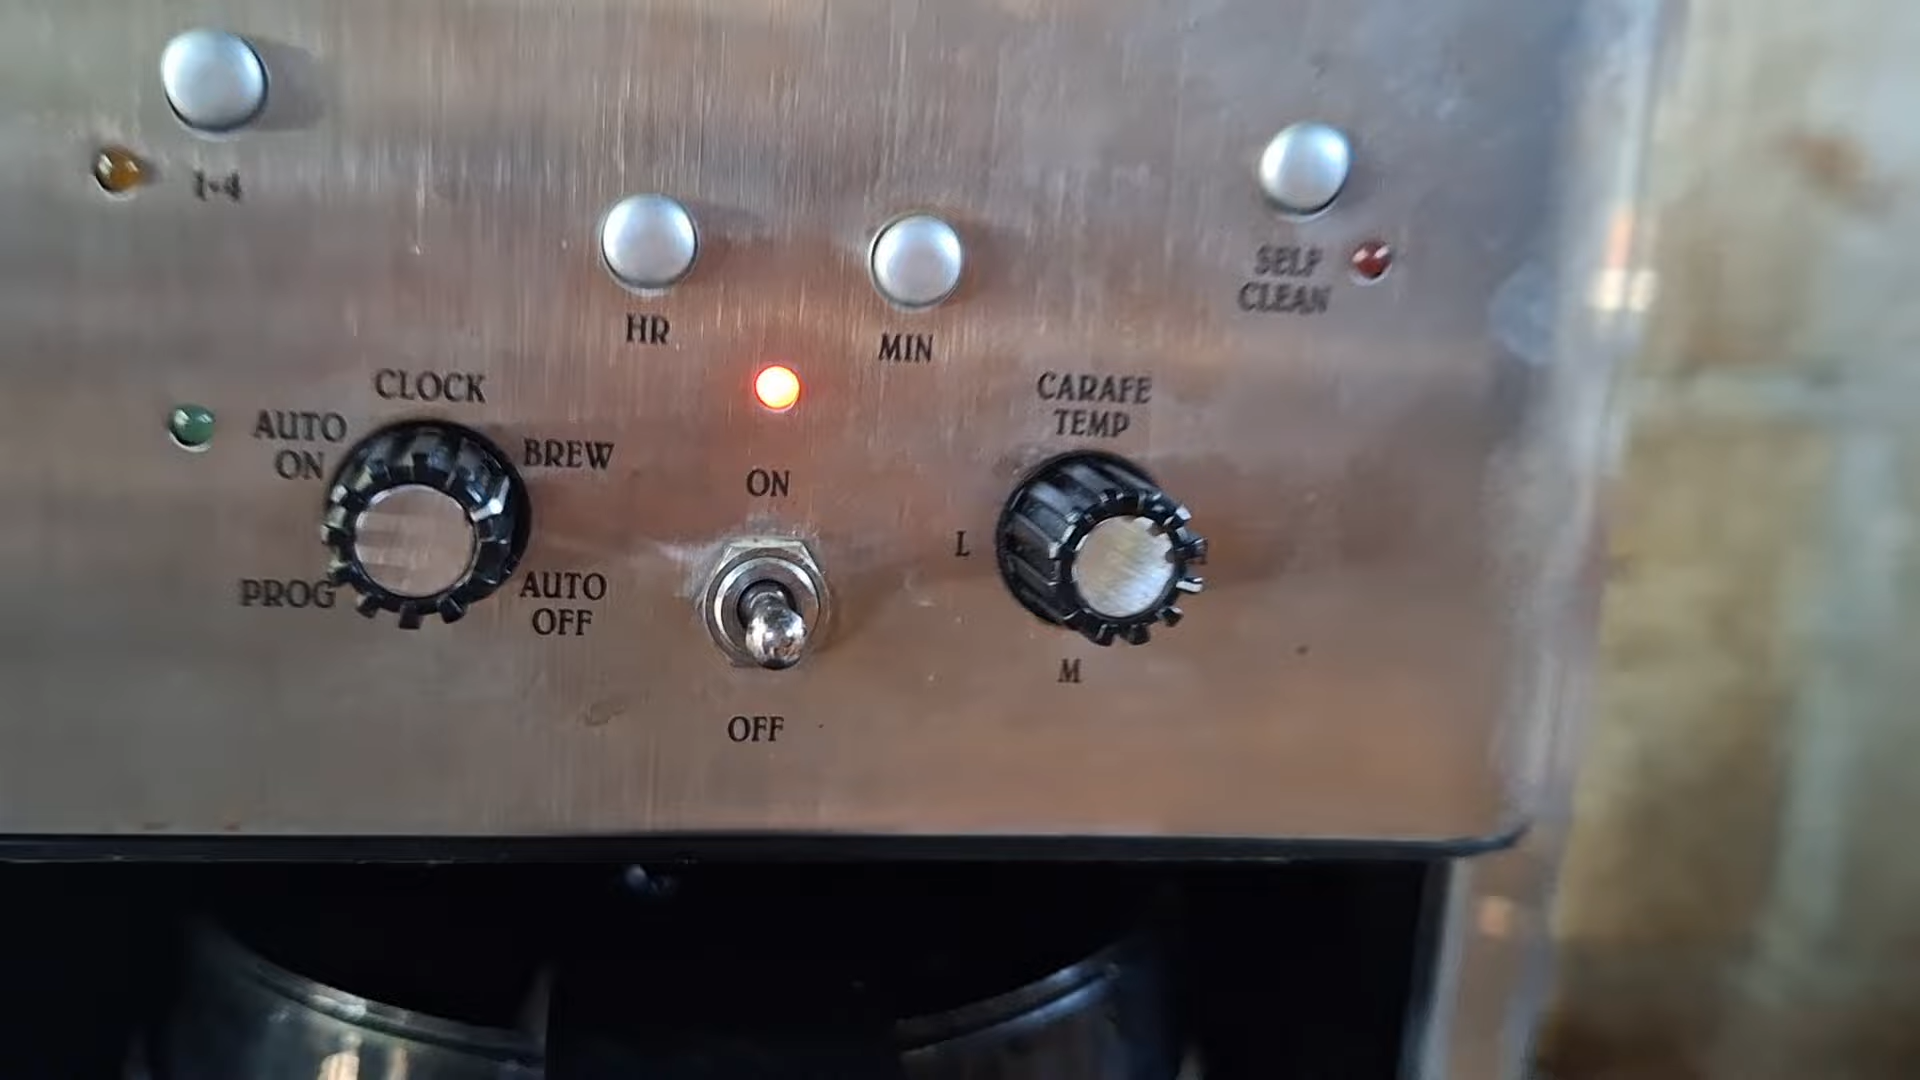 1-4
SELF
CLEAN
HR
MIN
CLOCK
AUTO
ON
BREW
PROG
AUTO
OFF
ON
OFF
CARAFE
TEMP
L
M